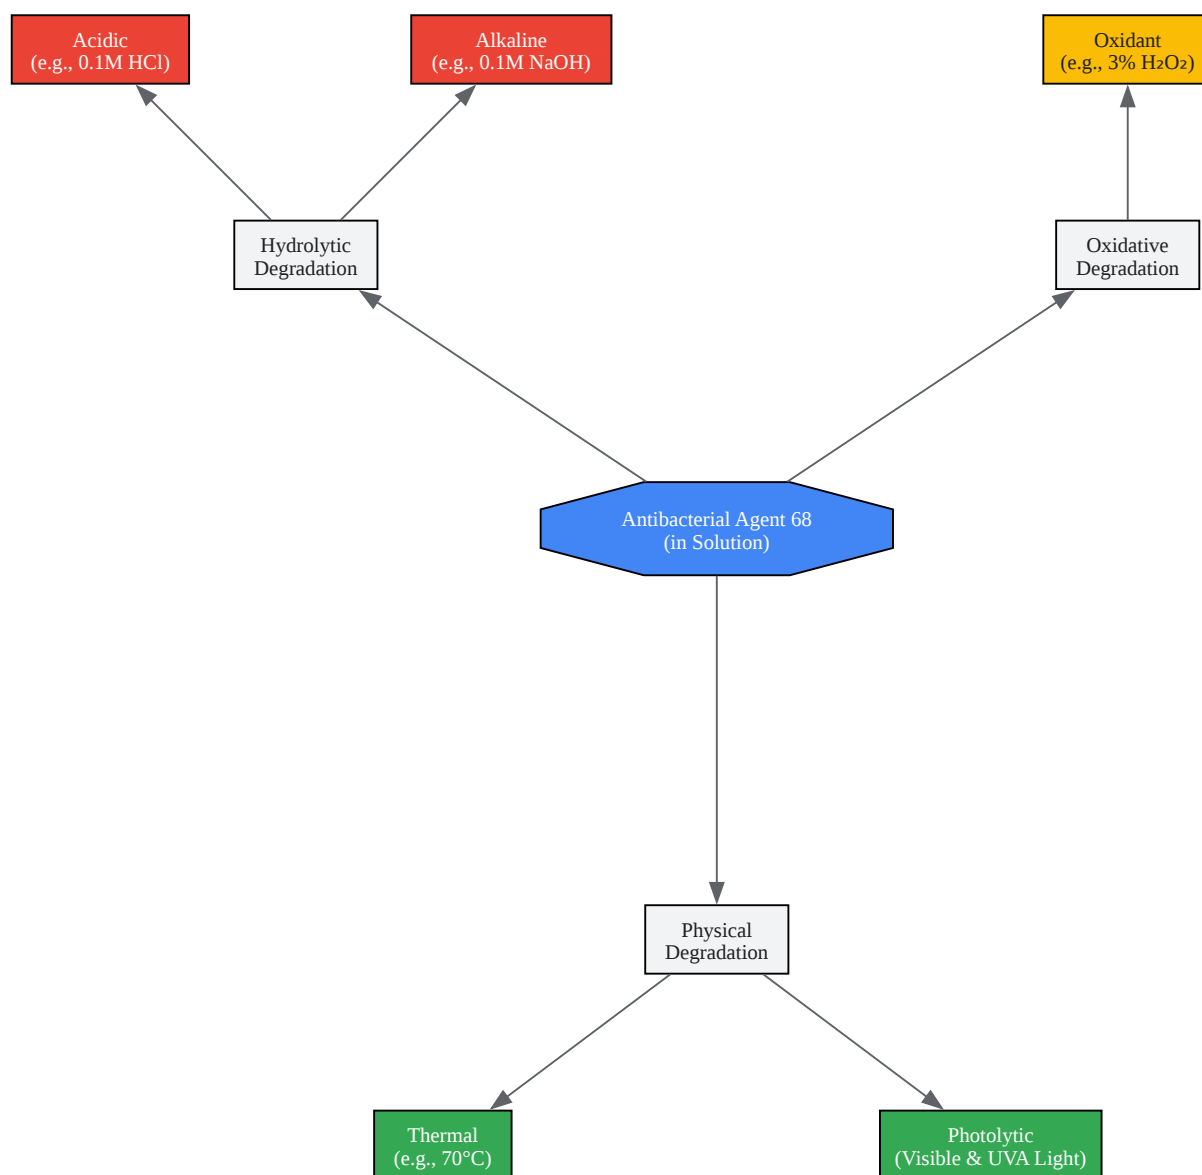 Acidic
(e.g., 0.1M HCl)
Alkaline
(e.g., 0.1M NaOH)
Oxidant
(e.g., 3% H₂O₂)
Hydrolytic
Degradation
Oxidative
Degradation
Antibacterial Agent 68
(in Solution)
Physical
Degradation
Thermal
(e.g., 70°C)
Photolytic
(Visible & UVA Light)